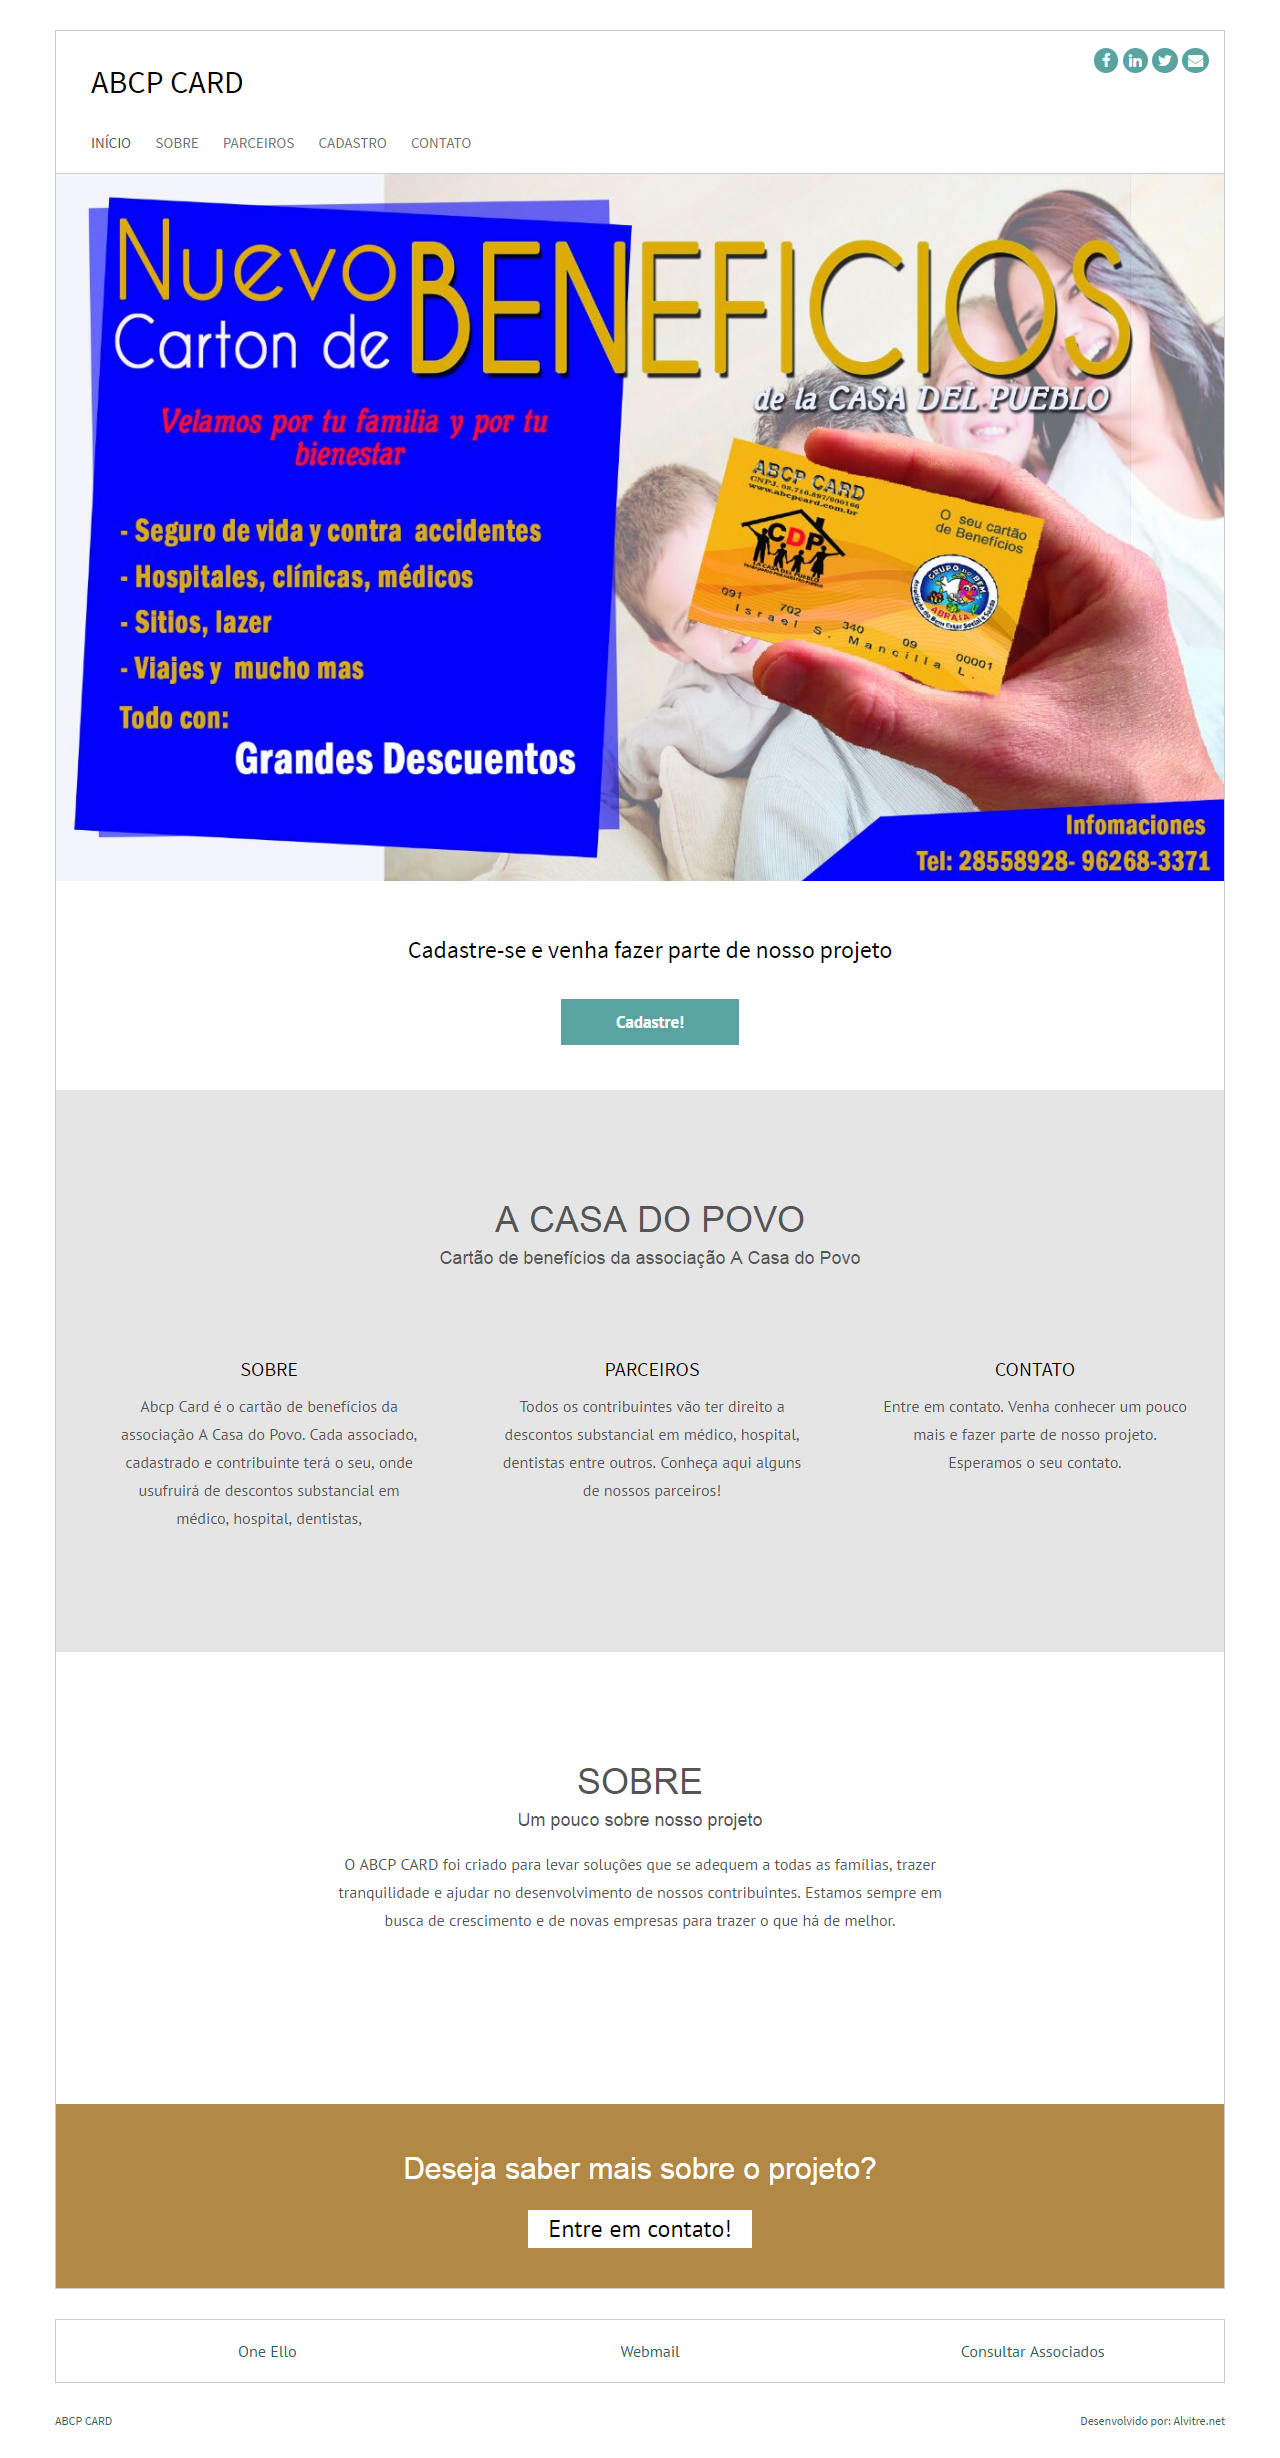 ABCP CARD
INÍCIO SOBRE PARCEIROS CADASTRO CONTATO
Nuevo
Carton de BENEFICIOS
de la CASA DEL PUEBLO
Velamos por tu familia y por tu
bienestar
- Seguro de vida y contra accidentes
- Hospitales, clínicas, médicos
- Sitios, lazer
- Viajes y mucho mas
Todo con:
Grandes Descuentos
ABCP CARD
CNPJ. 08.716.897/000166
www.abcpcard.com.br
O seu cartão
de Benefícios
CDP
LA CASA DEL PUEBLO
GRUPO DO BEM
ABRASA
091 702 340 09 00001
Israel S. Mancilla L.
Infomaciones
Tel: 28558928- 96268-3371
Cadastre-se e venha fazer parte de nosso projeto
Cadastre!
A CASA DO POVO
Cartão de benefícios da associação A Casa do Povo
SOBRE
Abcp Card é o cartão de benefícios da
associação A Casa do Povo. Cada associado,
cadastrado e contribuinte terá o seu, onde
usufruirá de descontos substancial em
médico, hospital, dentistas,
PARCEIROS
Todos os contribuintes vão ter direito a
descontos substancial em médico, hospital,
dentistas entre outros. Conheça aqui alguns
de nossos parceiros!
CONTATO
Entre em contato. Venha conhecer um pouco
mais e fazer parte de nosso projeto.
Esperamos o seu contato.
SOBRE
Um pouco sobre nosso projeto
O ABCP CARD foi criado para levar soluções que se adequem a todas as famílias, trazer
tranquilidade e ajudar no desenvolvimento de nossos contribuintes. Estamos sempre em
busca de crescimento e de novas empresas para trazer o que há de melhor.
Deseja saber mais sobre o projeto?
Entre em contato!
One Ello
Webmail
Consultar Associados
ABCP CARD
Desenvolvido por: Alvitre.net